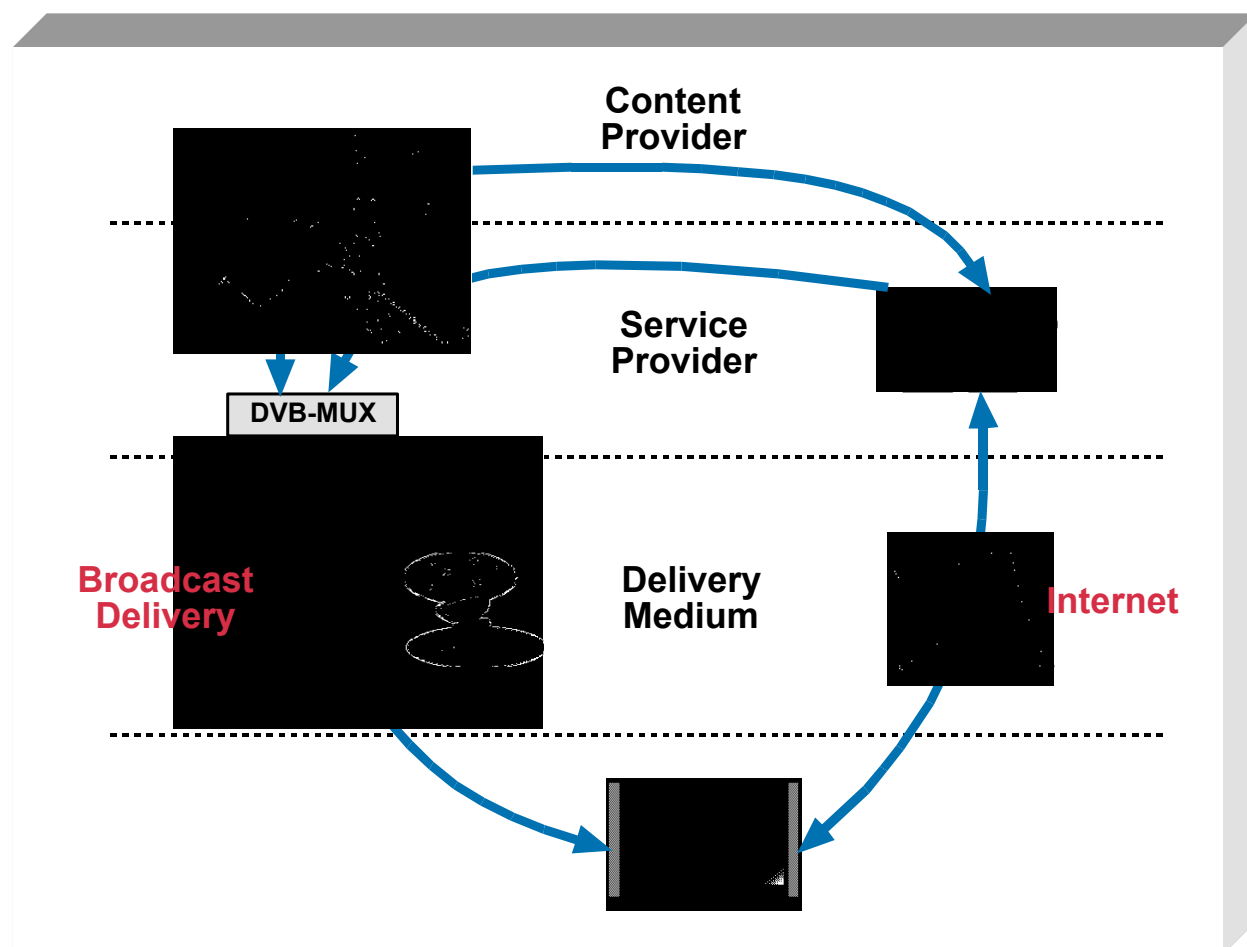 Content
Provider
Service
Provider
DVB-MUX
Broadcast
Delivery
Delivery
Medium
Internet